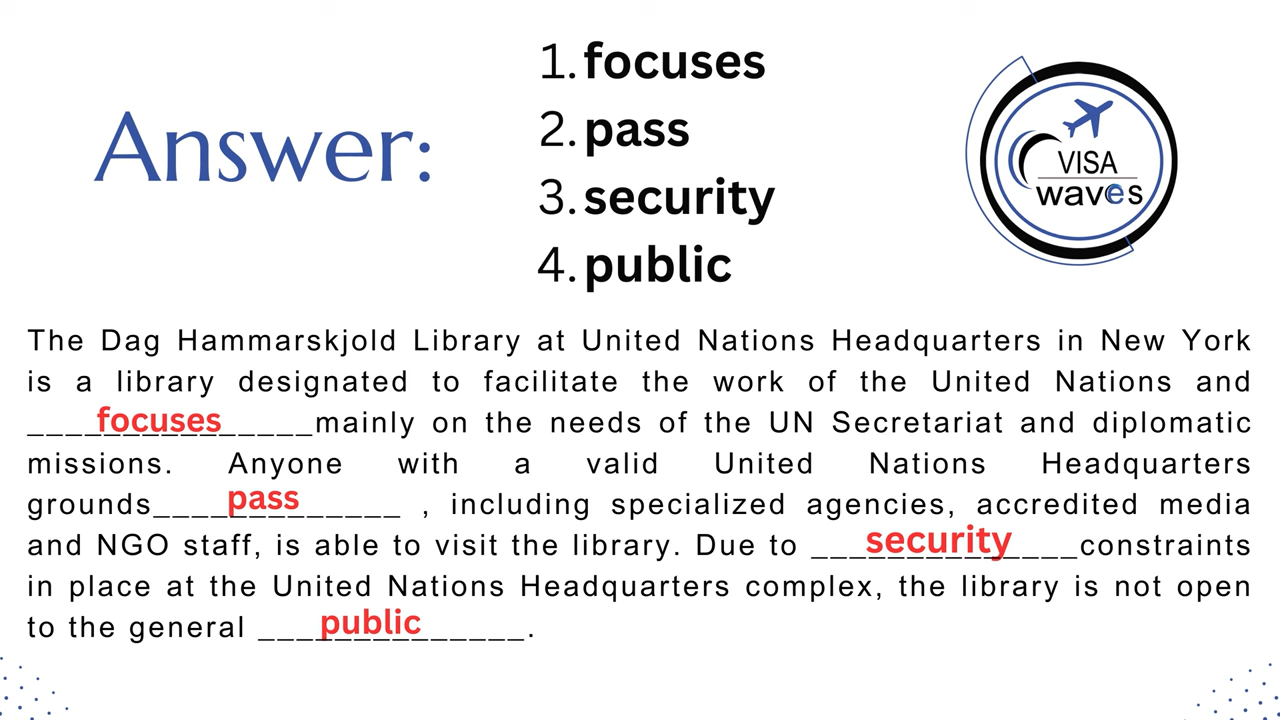 Answer:
1. focuses
2. pass
3. security
4. public
VISA
waves
The Dag Hammarskjold Library at United Nations Headquarters in New York
is a library designated to facilitate the work of the United Nations and
_______focuses_______mainly on the needs of the UN Secretariat and diplomatic
missions. Anyone with a valid United Nations Headquarters
grounds______pass______ , including specialized agencies, accredited media
and NGO staff, is able to visit the library. Due to ______security______constraints
in place at the United Nations Headquarters complex, the library is not open
to the general ______public______.